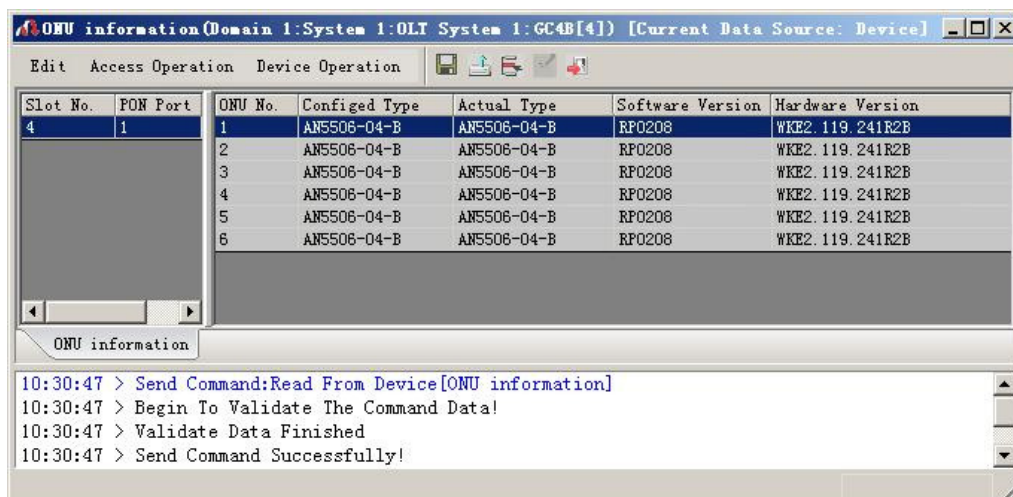 ONU information(Domain 1:System 1:OLT System 1:GC4B[4]) [Current Data Source: Device]
Edit Access Operation Device Operation
Slot No. PON Port ONU No. Configed Type Actual Type Software Version Hardware Version
4 1 1 AN5506-04-B AN5506-04-B RP0208 WKE2.119.241R2B
2 AN5506-04-B AN5506-04-B RP0208 WKE2.119.241R2B
3 AN5506-04-B AN5506-04-B RP0208 WKE2.119.241R2B
4 AN5506-04-B AN5506-04-B RP0208 WKE2.119.241R2B
5 AN5506-04-B AN5506-04-B RP0208 WKE2.119.241R2B
6 AN5506-04-B AN5506-04-B RP0208 WKE2.119.241R2B
ONU information
10:30:47 > Send Command:Read From Device[ONU information]
10:30:47 > Begin To Validate The Command Data!
10:30:47 > Validate Data Finished
10:30:47 > Send Command Successfully!